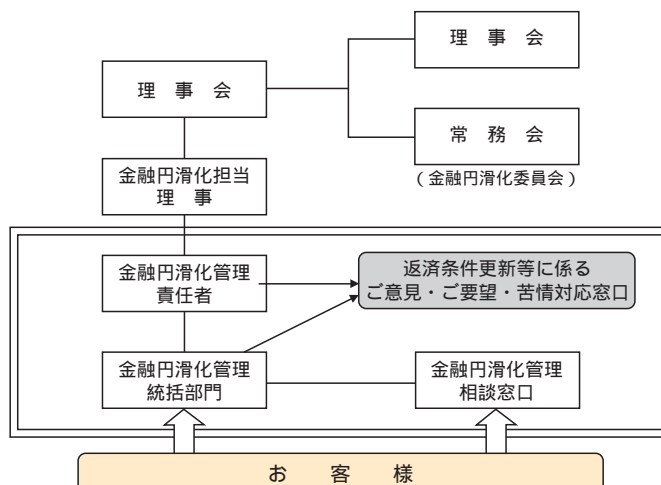 理 事 会
理 事 会
常 務 会
(金融円滑化委員会)
金融円滑化担当
理 事
金融円滑化管理
責任者
返済条件更新等に係る
ご意見・ご要望・苦情対応窓口
金融円滑化管理
統括部門
金融円滑化管理
相談窓口
お 客 様